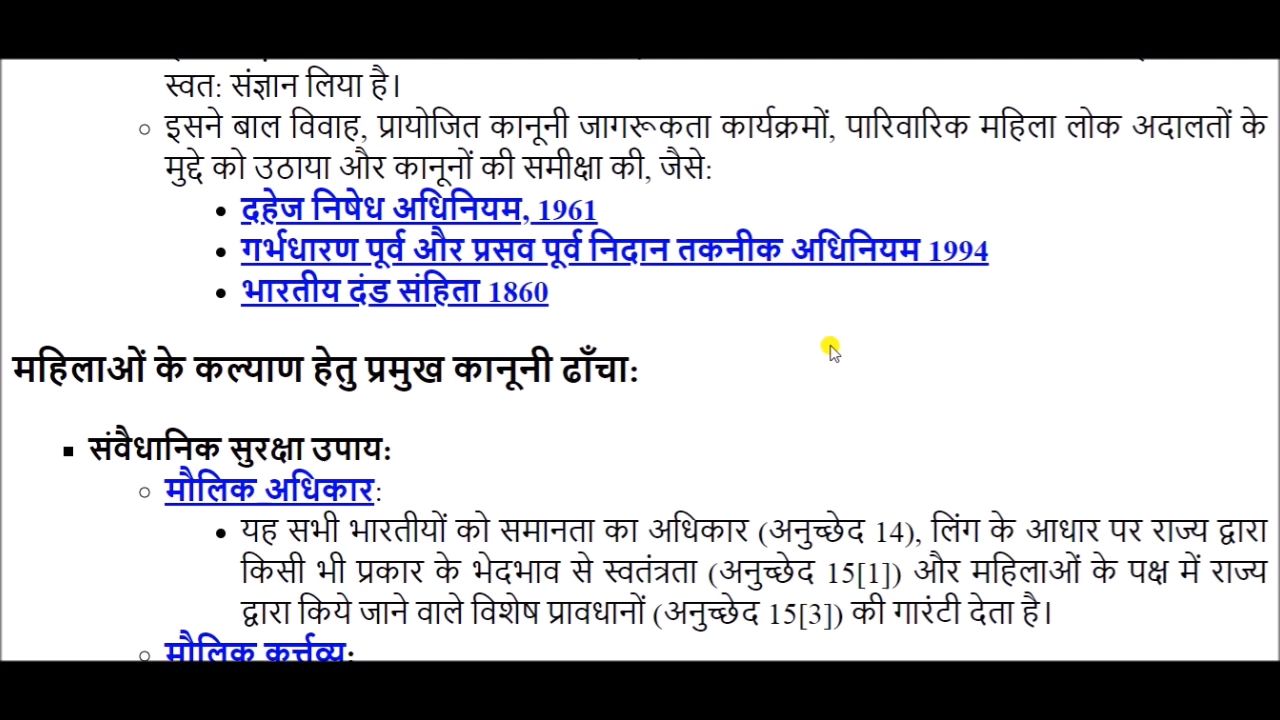 स्वत: संज्ञान लिया है।
इसने बाल विवाह, प्रायोजित कानूनी जागरूकता कार्यक्रमों, पारिवारिक महिला लोक अदालतों के
मुद्दे को उठाया और कानूनों की समीक्षा की, जैसे:
दहेज निषेध अधिनियम, 1961
गर्भधारण पूर्व और प्रसव पूर्व निदान तकनीक अधिनियम 1994
भारतीय दंड संहिता 1860
महिलाओं के कल्याण हेतु प्रमुख कानूनी ढाँचा:
संवैधानिक सुरक्षा उपाय:
मौलिक अधिकार:
यह सभी भारतीयों को समानता का अधिकार (अनुच्छेद 14), लिंग के आधार पर राज्य द्वारा
किसी भी प्रकार के भेदभाव से स्वतंत्रता (अनुच्छेद 15[1]) और महिलाओं के पक्ष में राज्य
द्वारा किये जाने वाले विशेष प्रावधानों (अनुच्छेद 15[3]) की गारंटी देता है।
मौलिक कर्त्तव्य: